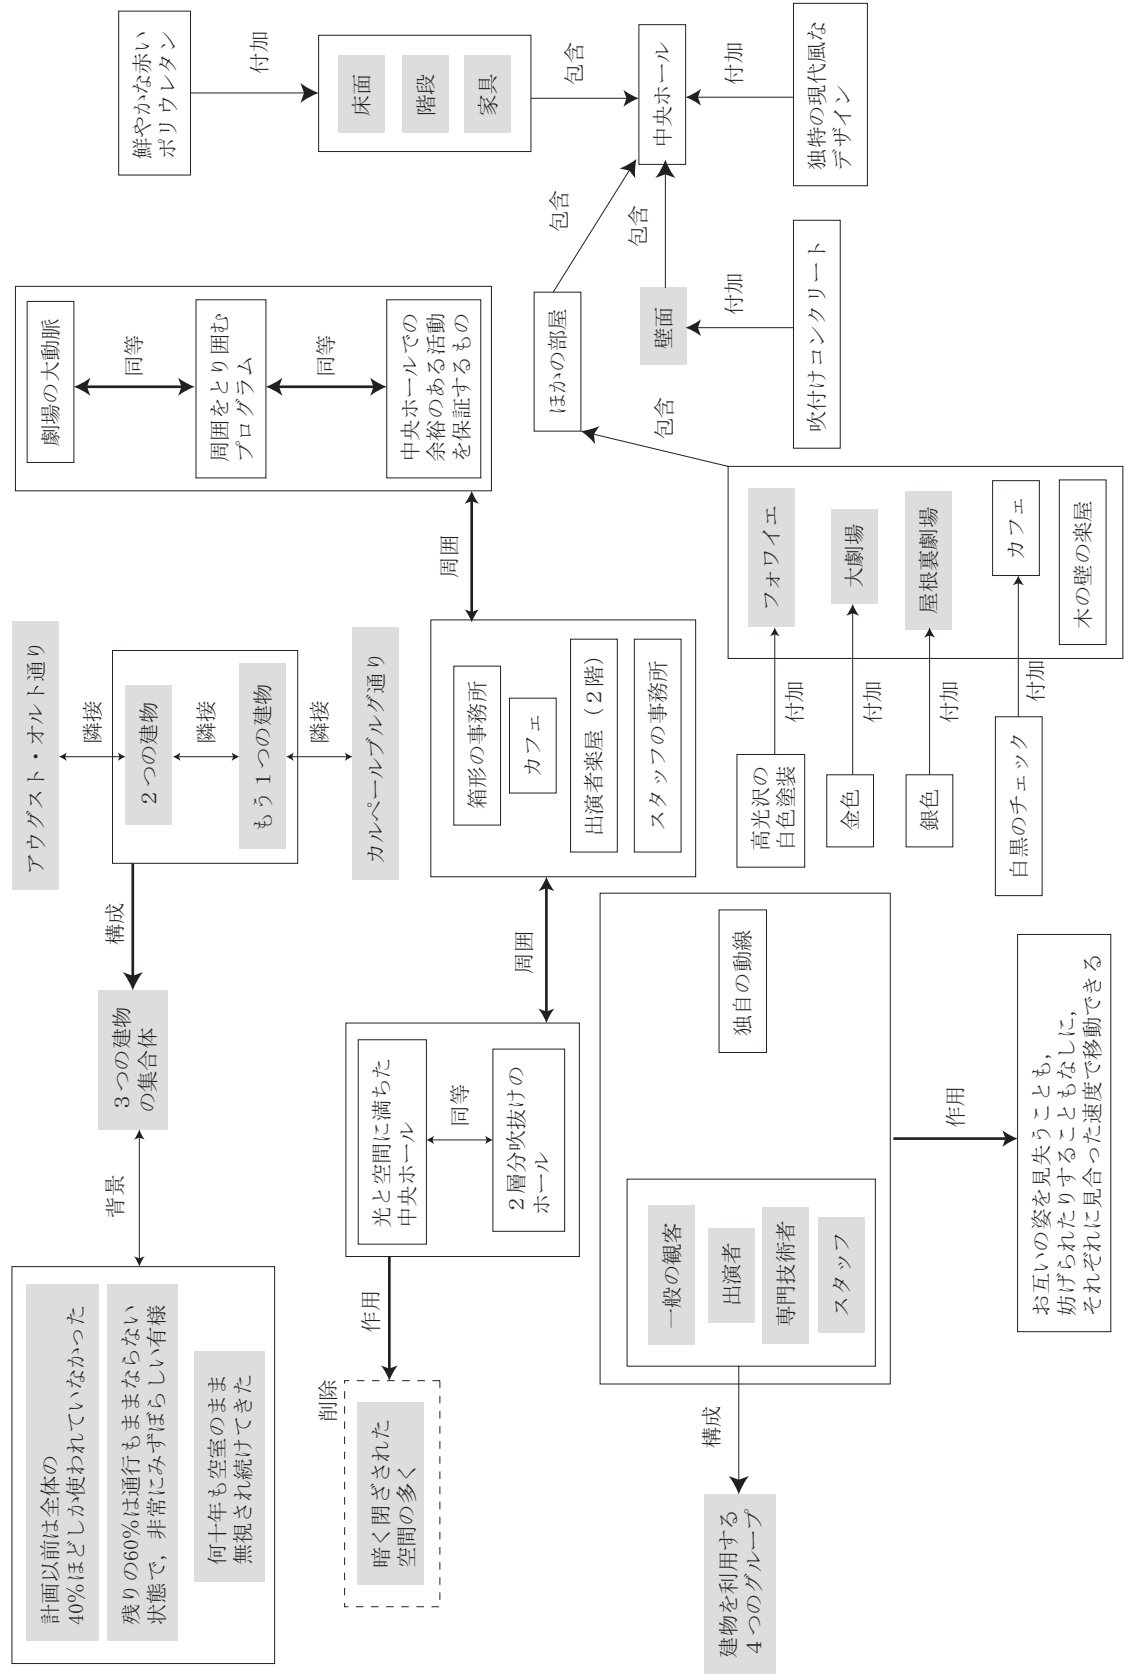 計画以前は全体の
40％ほどしか使われていなかった
残りの60％は通行もままならない
状態で，非常にみずぼらしい有様
何十年も空室のまま
無視され続けてきた
背景
3つの建物
の集合体
構成
アウグスト・オルト通り
隣接
2つの建物
隣接
もう1つの建物
隣接
カルペールブルグ通り
劇場の大動脈
同等
周囲をとり囲む
プログラム
同等
中央ホールでの
余裕のある活動
を保証するもの
周囲
鮮やかな赤い
ポリウレタン
付加
床面
階段
家具
包含
中央ホール
付加
独特の現代風な
デザイン
削除
暗く閉ざされた
空間の多く
作用
光と空間に満ちた
中央ホール
同等
2層分吹抜けの
ホール
周囲
箱形の事務所
カフェ
出演者楽屋（2階）
スタッフの事務所
ほかの部屋
包含
壁面
包含
付加
吹付けコンクリート
包含
建物を利用する
4つのグループ
構成
一般の観客
出演者
専門技術者
スタッフ
独自の動線
作用
お互いの姿を見失うことも，
妨げられたりすることもなしに，
それぞれに見合った速度で移動できる
高光沢の
白色塗装
付加
フォワイエ
金色
付加
大劇場
銀色
付加
屋根裏劇場
白黒のチェック
付加
カフェ
木の壁の楽屋